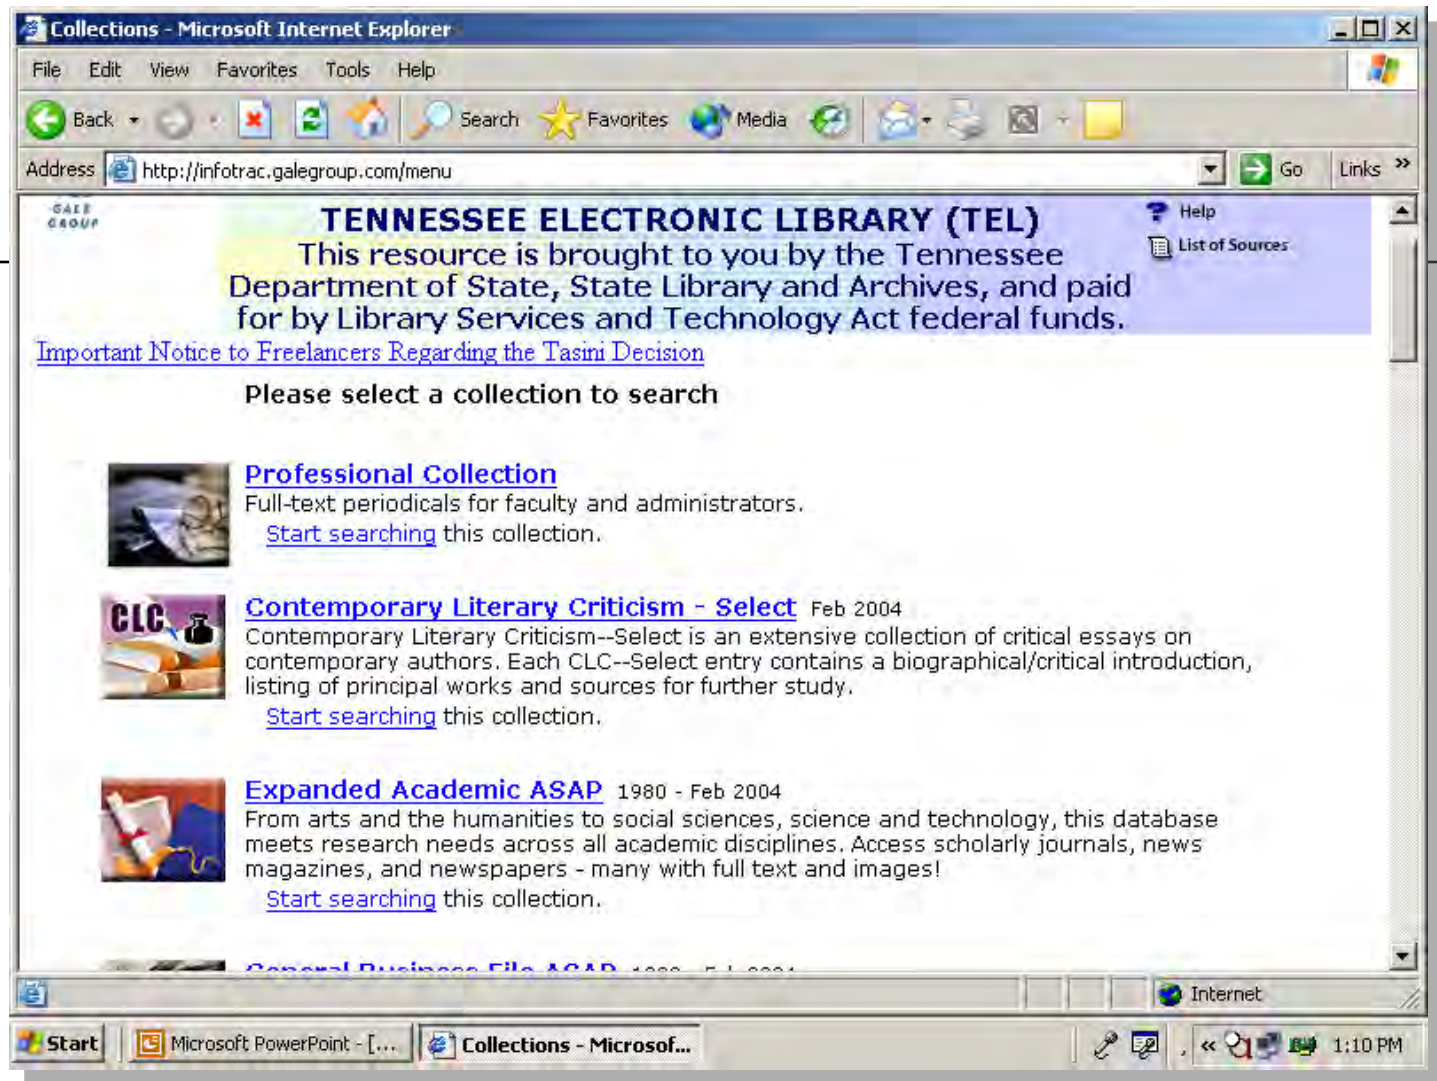 Collections - Microsoft Internet Explorer
File Edit View Favorites Tools Help
Back Search Favorites Media
Address http://infotrac.galegroup.com/menu Go Links »
GALE
GROUP
TENNESSEE ELECTRONIC LIBRARY (TEL)
This resource is brought to you by the Tennessee
Department of State, State Library and Archives, and paid
for by Library Services and Technology Act federal funds.
Help
List of Sources
Important Notice to Freelancers Regarding the Tasini Decision
Please select a collection to search
Professional Collection
Full-text periodicals for faculty and administrators.
Start searching this collection.
CLC
Contemporary Literary Criticism - Select Feb 2004
Contemporary Literary Criticism--Select is an extensive collection of critical essays on
contemporary authors. Each CLC--Select entry contains a biographical/critical introduction,
listing of principal works and sources for further study.
Start searching this collection.
Expanded Academic ASAP 1980 - Feb 2004
From arts and the humanities to social sciences, science and technology, this database
meets research needs across all academic disciplines. Access scholarly journals, news
magazines, and newspapers - many with full text and images!
Start searching this collection.
General Business File ASAP
Internet
Start Microsoft PowerPoint - [... Collections - Microsof... « 1:10 PM